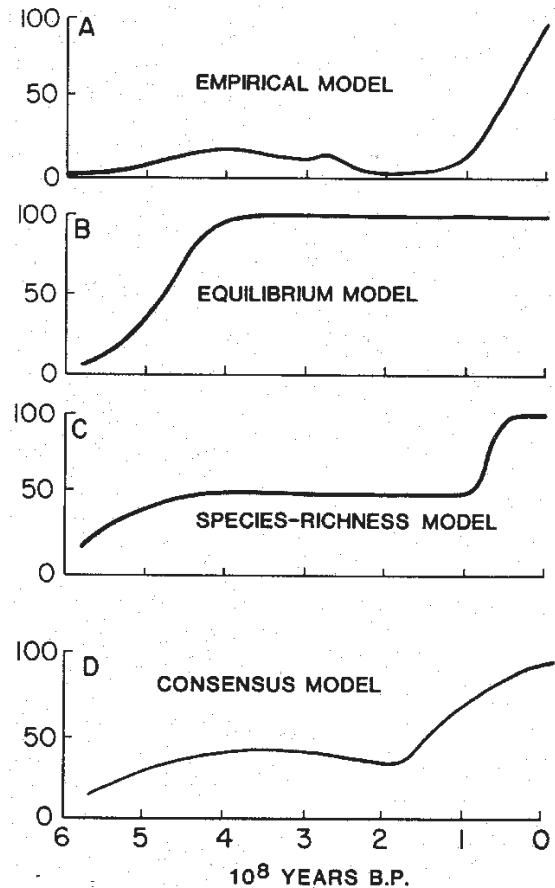 100
A
EMPIRICAL MODEL
50
0
100
B
50
EQUILIBRIUM MODEL
0
100
C
50
SPECIES-RICHNESS MODEL
0
100
D
CONSENSUS MODEL
50
0
6 5 4 3 2 1 0
10⁸ YEARS B.P.